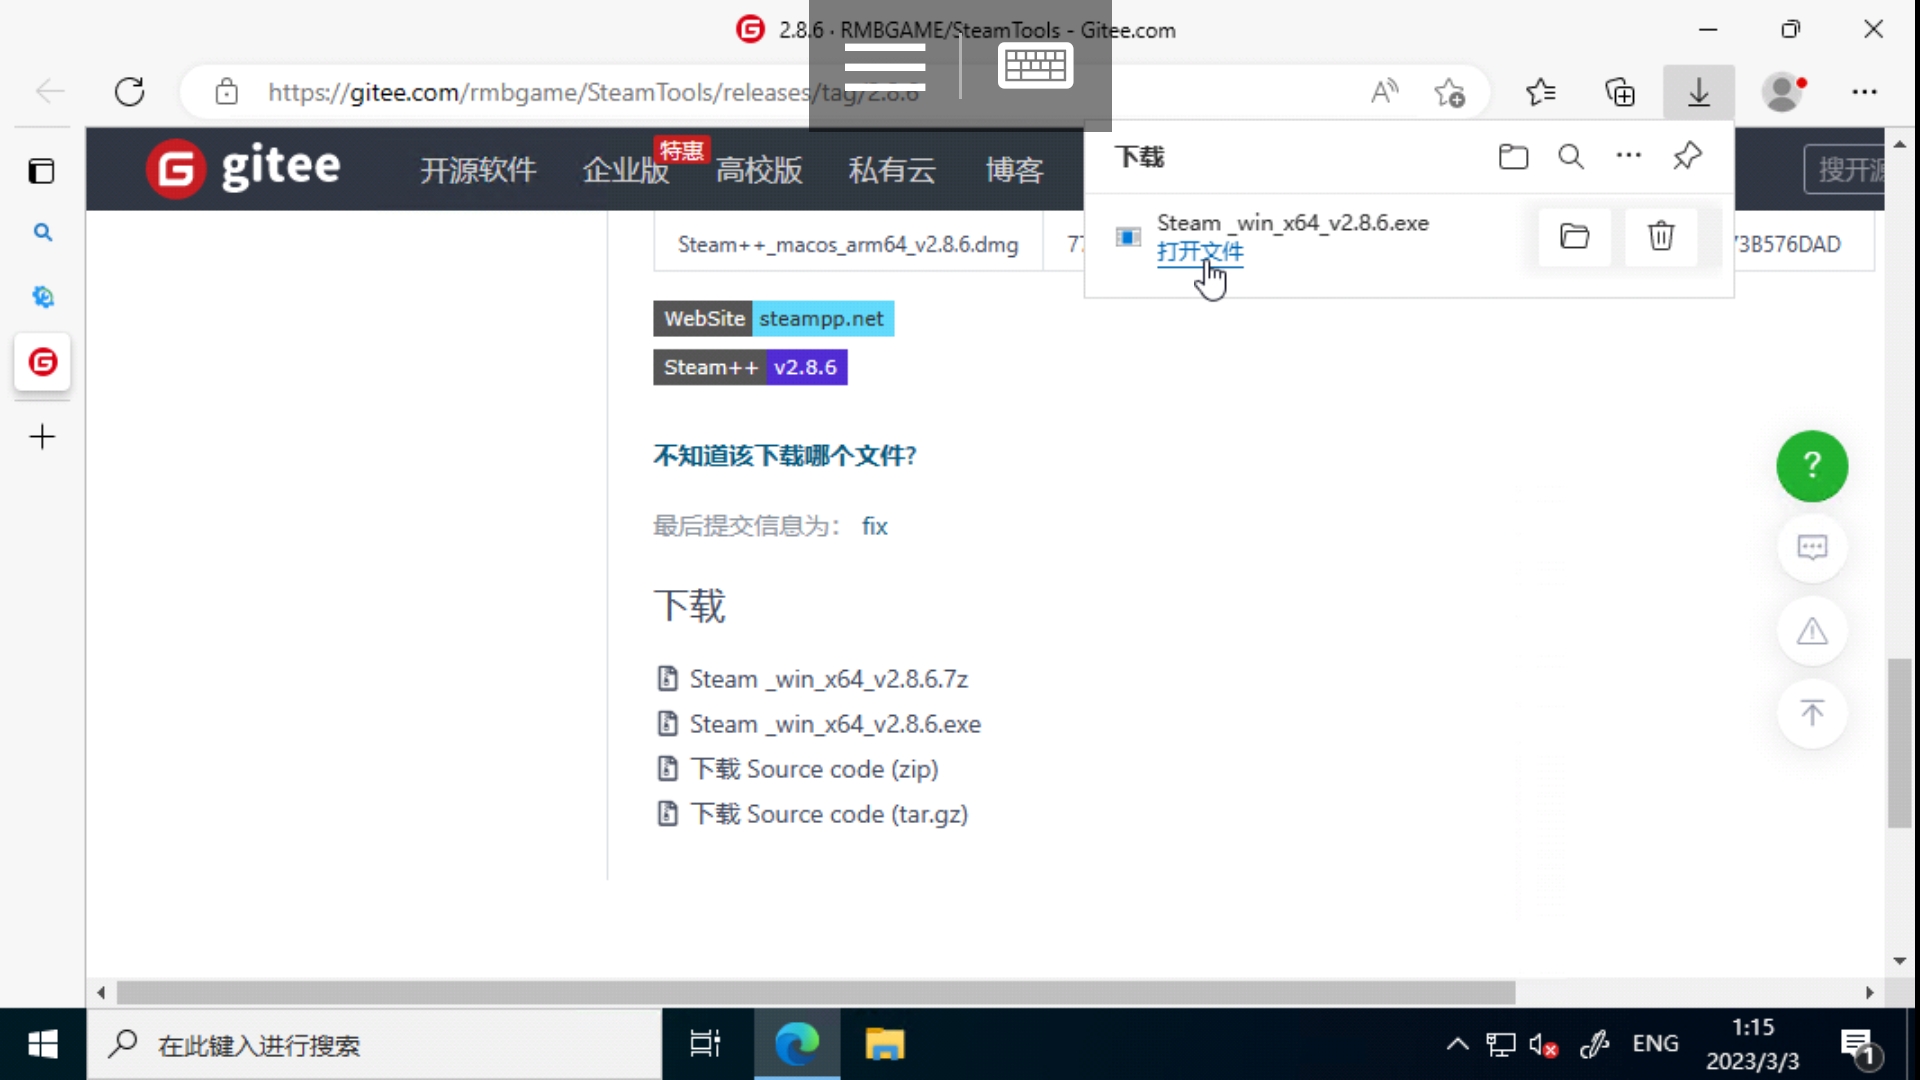 2.8.6 · RMBGAME/SteamTools - Gitee.com
https://gitee.com/rmbgame/SteamTools/releases/tag/2.8.6
gitee
开源软件
企业版
特惠
高校版
私有云
博客
搜开源
下载
Steam _win_x64_v2.8.6.exe
打开文件
Steam++_macos_arm64_v2.8.6.dmg
73B576DAD
WebSite steampp.net
Steam++ v2.8.6
不知道该下载哪个文件?
最后提交信息为： fix
下载
Steam _win_x64_v2.8.6.7z
Steam _win_x64_v2.8.6.exe
下载 Source code (zip)
下载 Source code (tar.gz)
在此键入进行搜索
ENG
1:15
2023/3/3
1